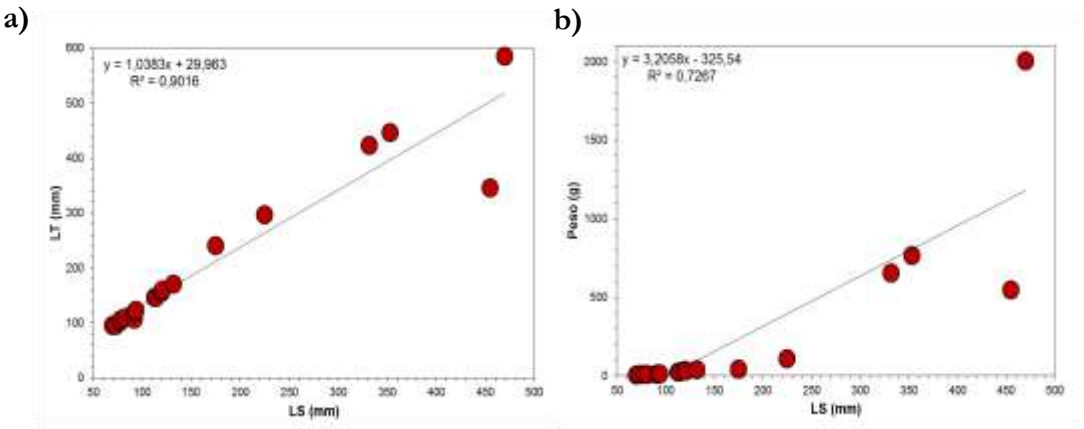 a)
y = 1,0383x + 29,963
R² = 0,9016
600
500
400
300
200
100
0
LT (mm)
50 100 150 200 250 300 350 400 450 500
LS (mm)
b)
y = 3,2058x - 325,54
R² = 0,7267
2000
1500
1000
500
0
Peso (g)
50 100 150 200 250 300 350 400 450 500
LS (mm)